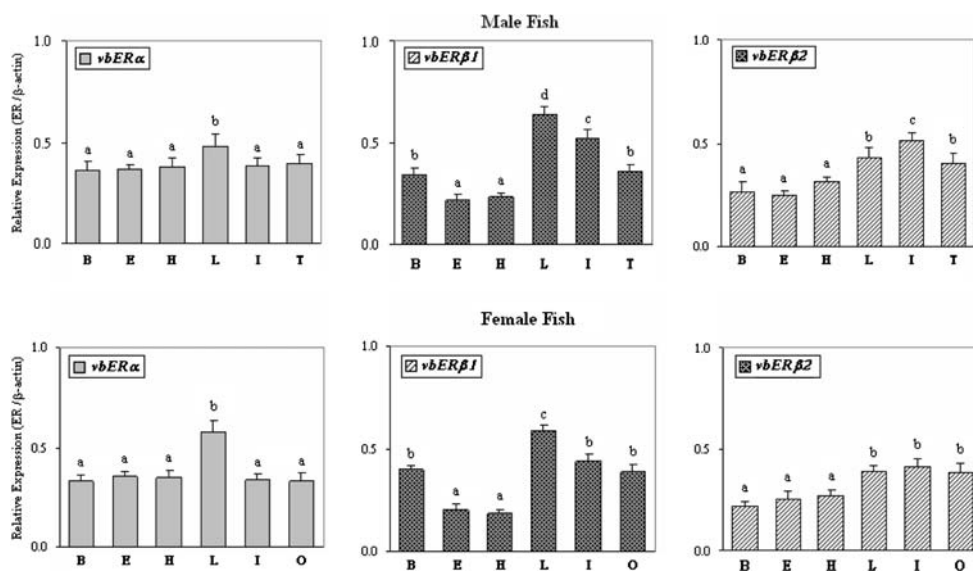 Male Fish
Relative Expression (ER /β-actin)
1.0
0.5
0.0
vbERα
a a a b a a
B E H L I T
1.0
0.5
0.0
vbERβ1
b a a d c b
B E H L I T
1.0
0.5
0.0
vbERβ2
a a a b c b
B E H L I T
Female Fish
Relative Expression (ER /β-actin)
1.0
0.5
0.0
vbERα
a a a b a a
B E H L I O
1.0
0.5
0.0
vbERβ1
b a a c b b
B E H L I O
1.0
0.5
0.0
vbERβ2
a a a b b b
B E H L I O